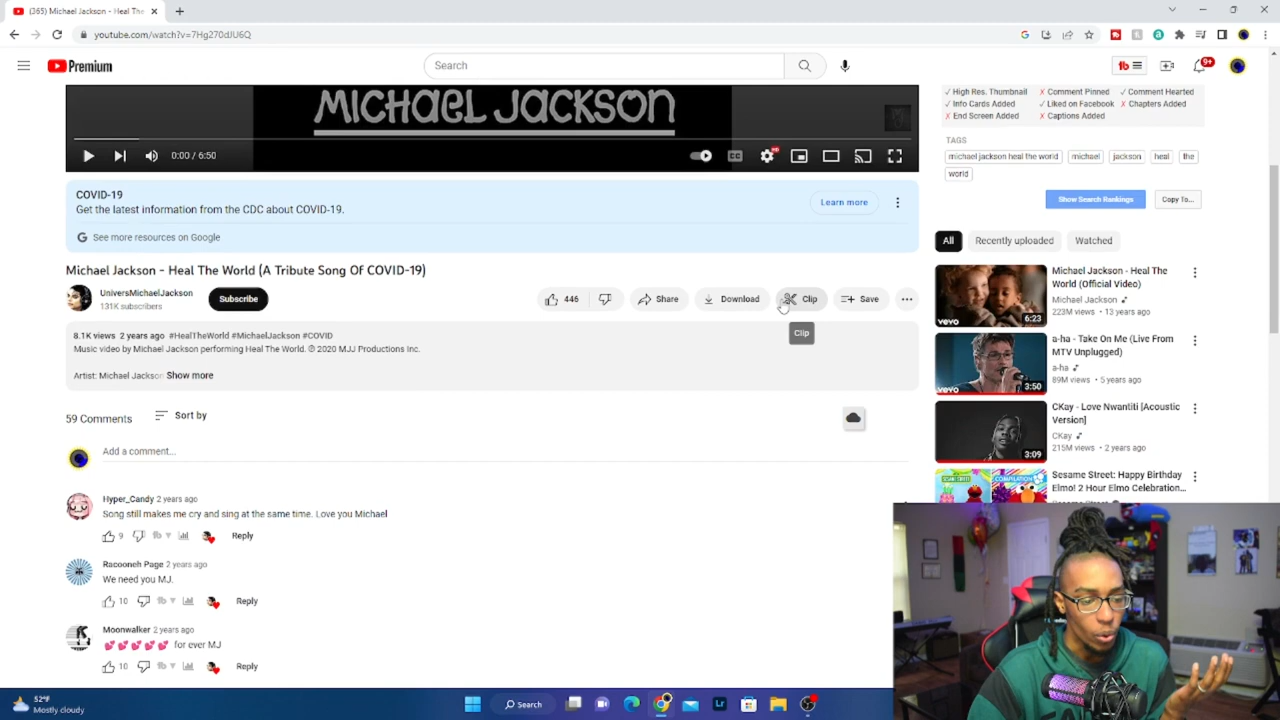 (365) Michael Jackson - Heal The
youtube.com/watch?v=7Hg270dJU6Q
Premium
Search
9+
MICHAEL JACKSON
0:00 / 6:50
CC
HD
✓ High Res. Thumbnail ✗ Comment Pinned ✓ Comment Hearted
✓ Info Cards Added ✓ Liked on Facebook ✗ Chapters Added
✗ End Screen Added ✗ Captions Added
TAGS
michael jackson heal the world michael jackson heal the
world
Show Search Rankings Copy To...
COVID-19
Get the latest information from the CDC about COVID-19.
Learn more
See more resources on Google
Michael Jackson - Heal The World (A Tribute Song Of COVID-19)
UniversMichaelJackson
131K subscribers
Subscribe
446 Share Download Clip Save
Clip
8.1K views 2 years ago #HealTheWorld #MichaelJackson #COVID
Music video by Michael Jackson performing Heal The World. ℗ 2020 MJJ Productions Inc.
Artist: Michael Jackson Show more
59 Comments Sort by
Add a comment...
Hyper_Candy 2 years ago
Song still makes me cry and sing at the same time. Love you Michael
9 Reply
Racooneh Page 2 years ago
We need you MJ.
10 Reply
Moonwalker 2 years ago
💕💕💕💕💕 for ever MJ
10 Reply
All Recently uploaded Watched
Michael Jackson - Heal The
World (Official Video)
Michael Jackson
223M views • 13 years ago
vevo
6:23
a-ha - Take On Me (Live From
MTV Unplugged)
a-ha
89M views • 5 years ago
vevo
3:50
CKay - Love Nwantiti [Acoustic
Version]
CKay
215M views • 2 years ago
3:09
Sesame Street: Happy Birthday
Elmo! 2 Hour Elmo Celebration...
COMPILATION
52°F
Mostly cloudy
Search
Lr